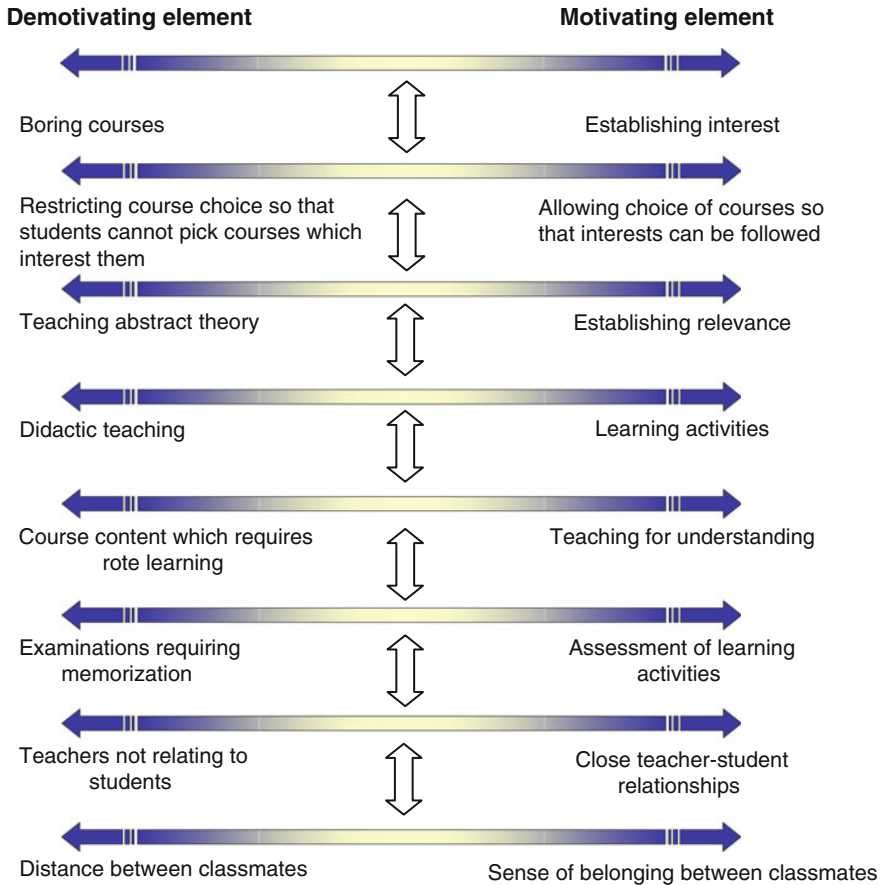 Demotivating element
Motivating element
Boring courses
Establishing interest
Restricting course choice so that
students cannot pick courses which
interest them
Allowing choice of courses so
that interests can be followed
Teaching abstract theory
Establishing relevance
Didactic teaching
Learning activities
Course content which requires
rote learning
Teaching for understanding
Examinations requiring
memorization
Assessment of learning
activities
Teachers not relating to
students
Close teacher-student
relationships
Distance between classmates
Sense of belonging between classmates